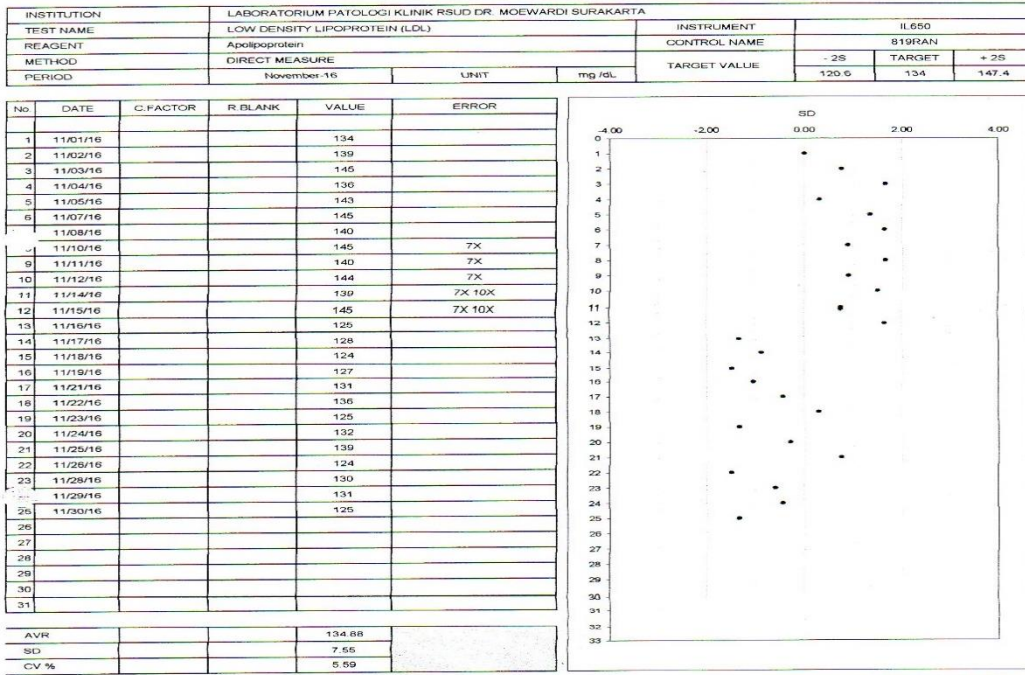 INSTITUTION LABORATORIUM PATOLOGI KLINIK RSUD DR. MOEWARDI SURAKARTA
TEST NAME LOW DENSITY LIPOPROTEIN (LDL) INSTRUMENT IL650
REAGENT Apolipoprotein CONTROL NAME 819RAN
METHOD DIRECT MEASURE TARGET VALUE - 2S TARGET + 2S
PERIOD November-16 UNIT mg /dL 120.6 134 147.4
No. DATE C.FACTOR R.BLANK VALUE ERROR
1 11/01/16 134
2 11/02/16 139
3 11/03/16 145
4 11/04/16 136
5 11/05/16 143
6 11/07/16 145
11/08/16 140
11/10/16 145 7X
9 11/11/16 140 7X
10 11/12/16 144 7X
11 11/14/16 139 7X 10X
12 11/15/16 145 7X 10X
13 11/16/16 125
14 11/17/16 128
15 11/18/16 124
16 11/19/16 127
17 11/21/16 131
18 11/22/16 136
19 11/23/16 125
20 11/24/16 132
21 11/25/16 139
22 11/26/16 124
23 11/28/16 130
11/29/16 131
25 11/30/16 125
26
27
28
29
30
31
AVR 134.88
SD 7.55
CV % 5.59
SD
-4.00 -2.00 0.00 2.00 4.00
0
1
2
3
4
5
6
7
8
9
10
11
12
13
14
15
16
17
18
19
20
21
22
23
24
25
26
27
28
29
30
31
32
33